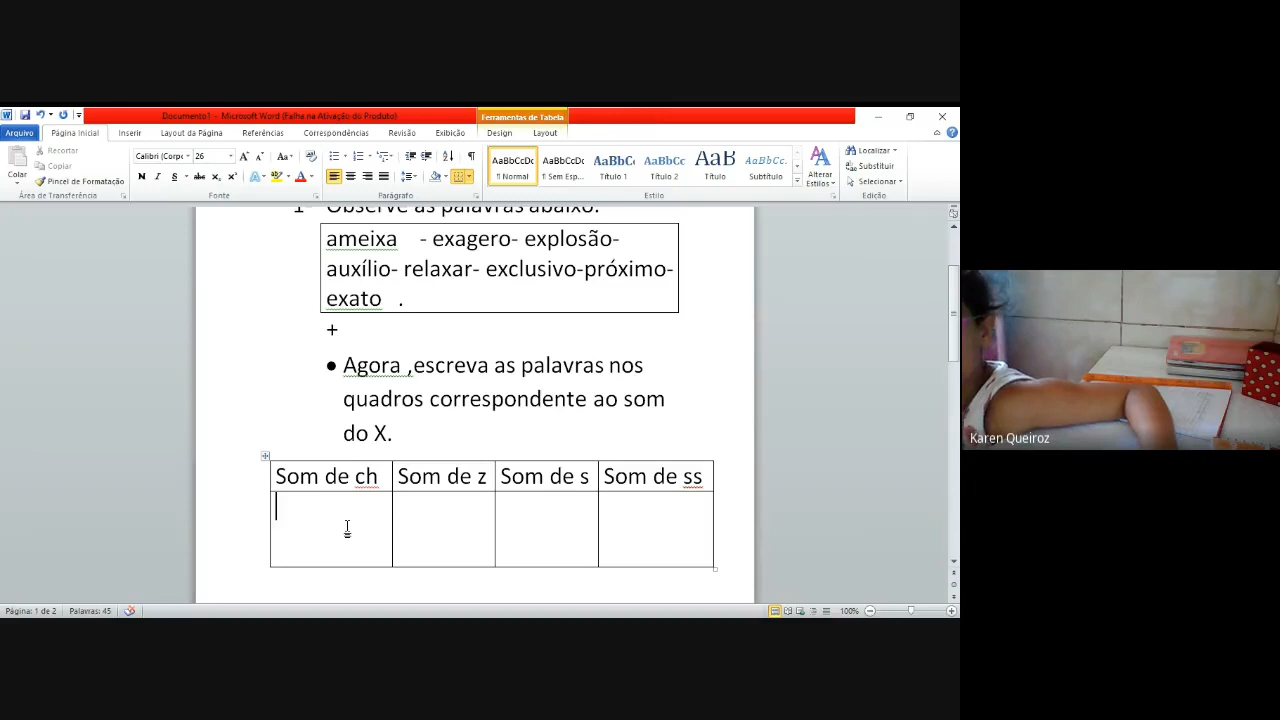 Documento1 - Microsoft Word (Falha na Ativação do Produto)
Ferramentas de Tabela
Arquivo Página Inicial Inserir Layout da Página Referências Correspondências Revisão Exibição Design Layout
Recortar
Copiar
Pincel de Formatação
Colar
Área de Transferência
Calibri (Corpo 26
Fonte
Parágrafo
AaBbCcDc AaBbCcDc AaBbCc AaBbCc AaB AaBbCc.
¶ Normal ¶ Sem Esp... Título 1 Título 2 Título Subtítulo
Alterar
Estilos
Estilo
Localizar
Substituir
Selecionar
Edição
1- Observe as palavras abaixo:
ameixa - exagero- explosão-
auxílio- relaxar- exclusivo-próximo-
exato .
+
• Agora ,escreva as palavras nos
quadros correspondente ao som
do X.
Som de ch Som de z Som de s Som de ss
Página: 1 de 2 Palavras: 45 100%
Karen Queiroz